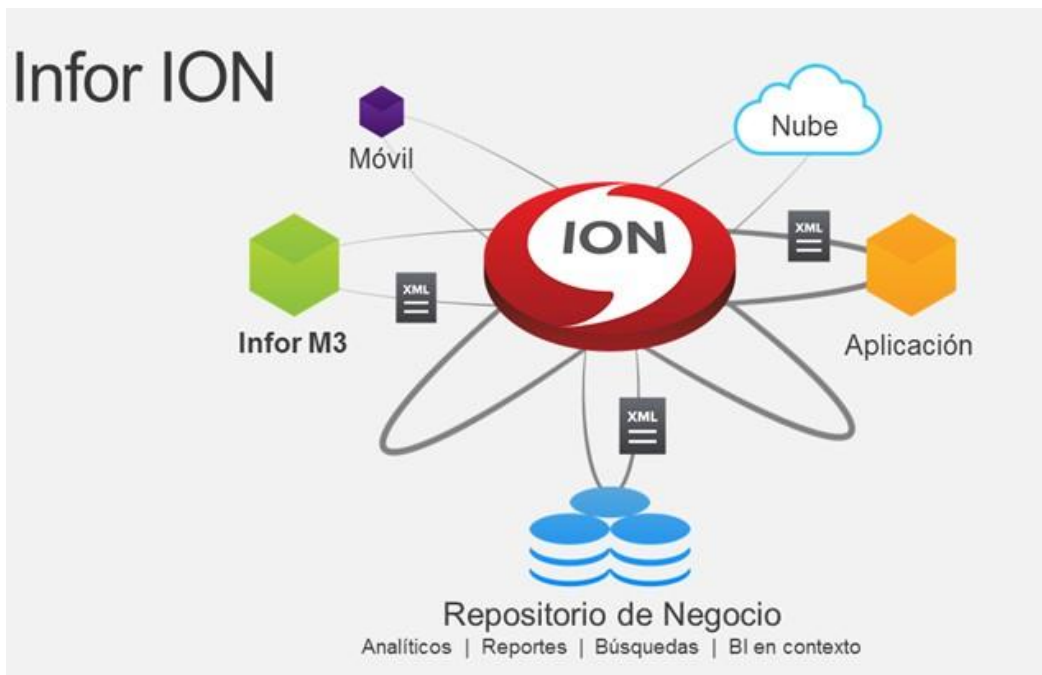 Infor ION
Móvil
Nube
ION
XML
XML
Infor M3
Aplicación
XML
Repositorio de Negocio
Analíticos | Reportes | Búsquedas | BI en contexto